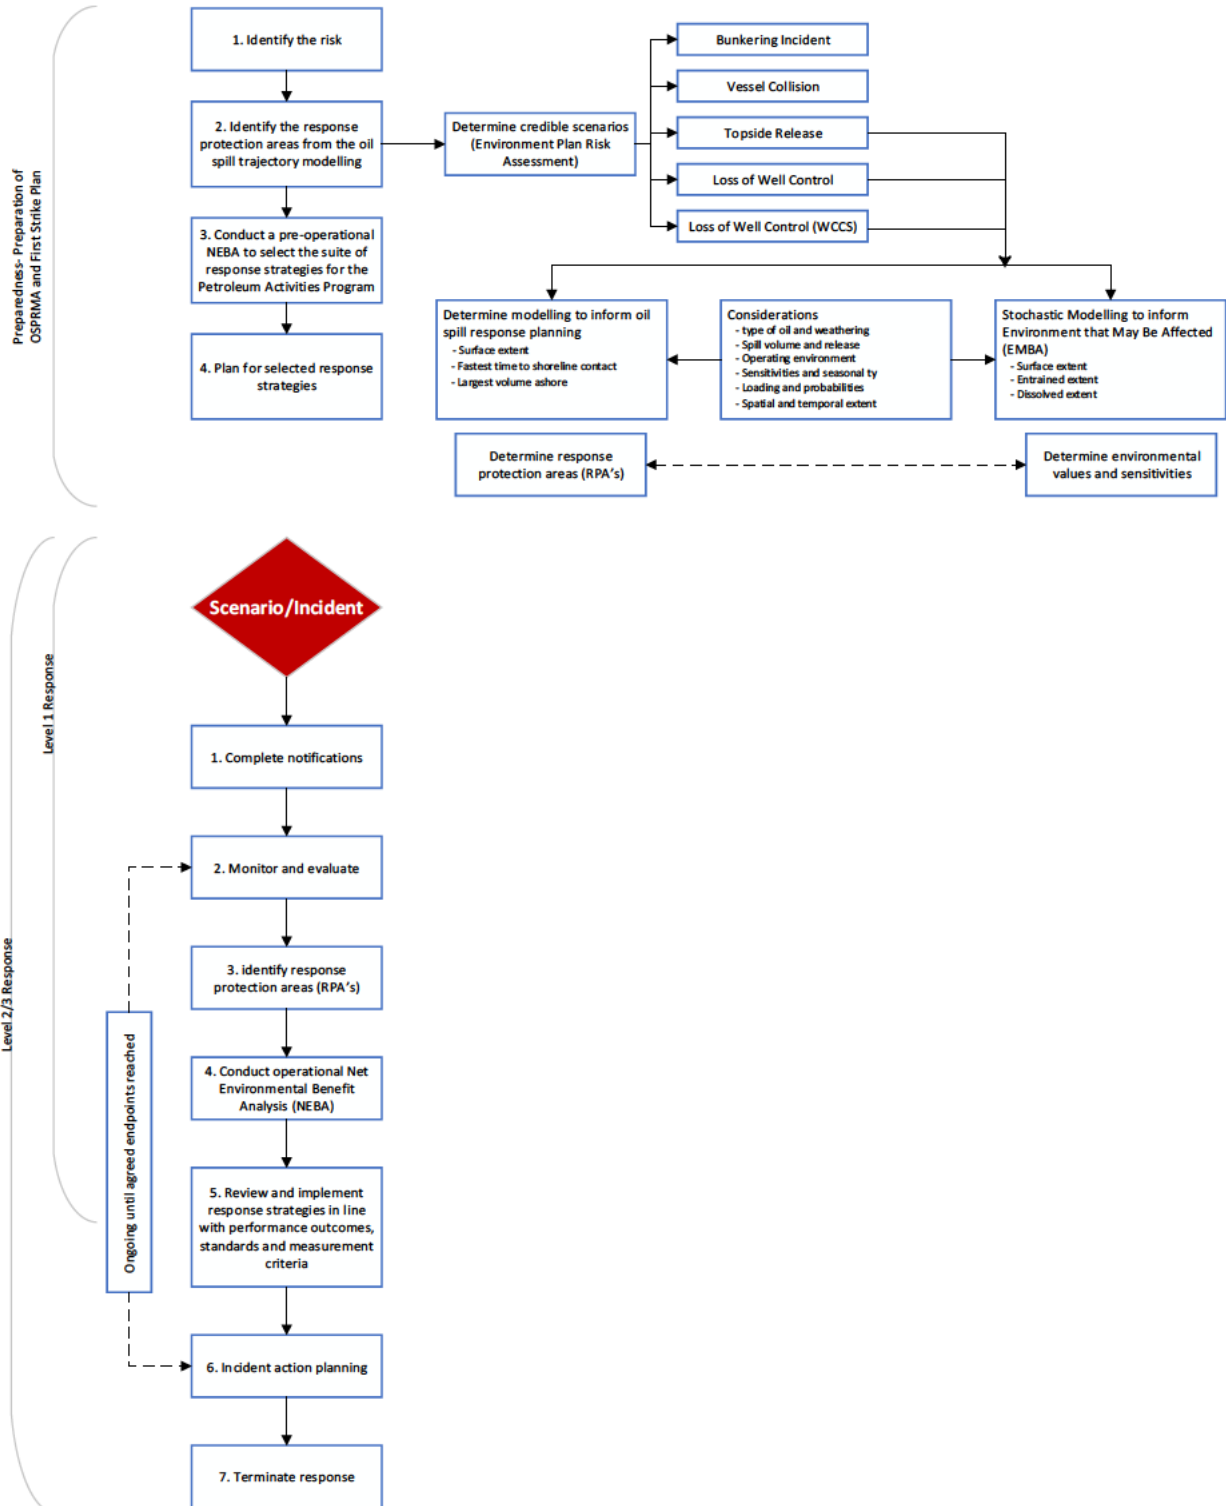 Preparedness- Preparation of
OSPRMA and First Strike Plan
1. Identify the risk
2. Identify the response
protection areas from the oil
spill trajectory modelling
3. Conduct a pre-operational
NEBA to select the suite of
response strategies for the
Petroleum Activities Program
4. Plan for selected response
strategies
Determine credible scenarios
(Environment Plan Risk
Assessment)
Bunkering Incident
Vessel Collision
Topside Release
Loss of Well Control
Loss of Well Control (WCCS)
Determine modelling to inform oil
spill response planning
- Surface extent
- Fastest time to shoreline contact
- Largest volume ashore
Considerations
- type of oil and weathering
- Spill volume and release
- Operating environment
- Sensitivities and seasonal ty
- Loading and probabilities
- Spatial and temporal extent
Stochastic Modelling to inform
Environment that May Be Affected
(EMBA)
- Surface extent
- Entrained extent
- Dissolved extent
Determine response
protection areas (RPA's)
Determine environmental
values and sensitivities
Level 2/3 Response
Level 1 Response
Scenario/Incident
1. Complete notifications
2. Monitor and evaluate
3. identify response
protection areas (RPA's)
4. Conduct operational Net
Environmental Benefit
Analysis (NEBA)
5. Review and implement
response strategies in line
with performance outcomes,
standards and measurement
criteria
Ongoing until agreed endpoints reached
6. Incident action planning
7. Terminate response